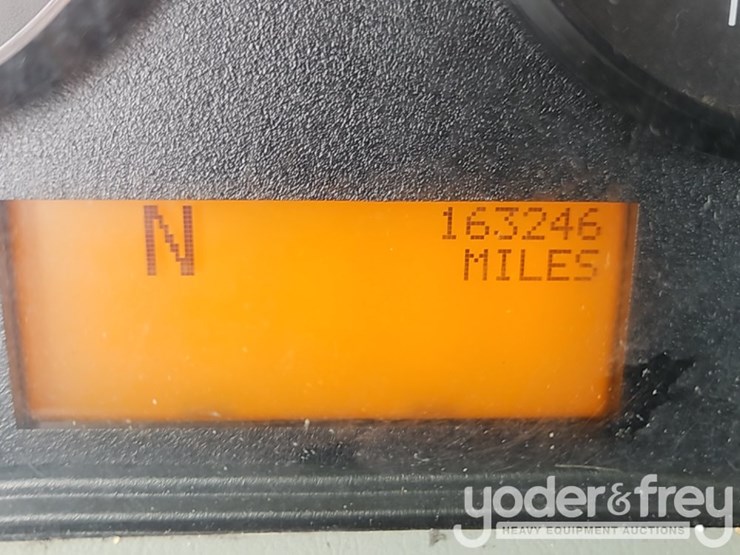 N 163246
MILES
yoder&frey
HEAVY EQUIPMENT AUCTIONS